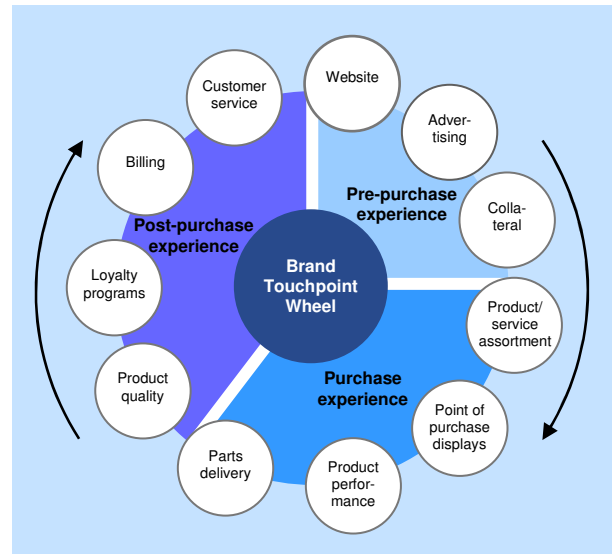 Website
Customer
service
Adver-
tising
Billing
Pre-purchase
experience
Colla-
teral
Post-purchase
experience
Brand
Touchpoint
Wheel
Loyalty
programs
Product/
service
assortment
Product
quality
Purchase
experience
Point of
purchase
displays
Parts
delivery
Product
perfor-
mance